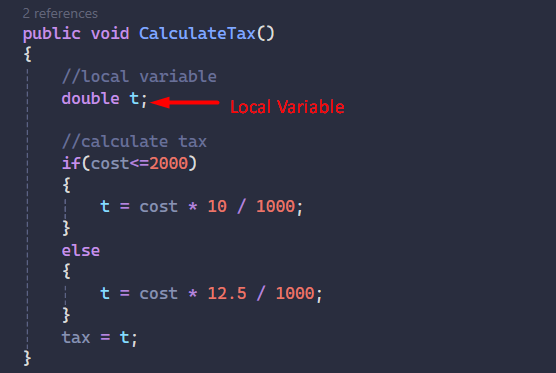 2 references
public void CalculateTax()
{
//local variable
double t;
Local Variable
//calculate tax
if(cost<=2000)
{
t = cost * 10 / 1000;
}
else
{
t = cost * 12.5 / 1000;
}
tax = t;
}